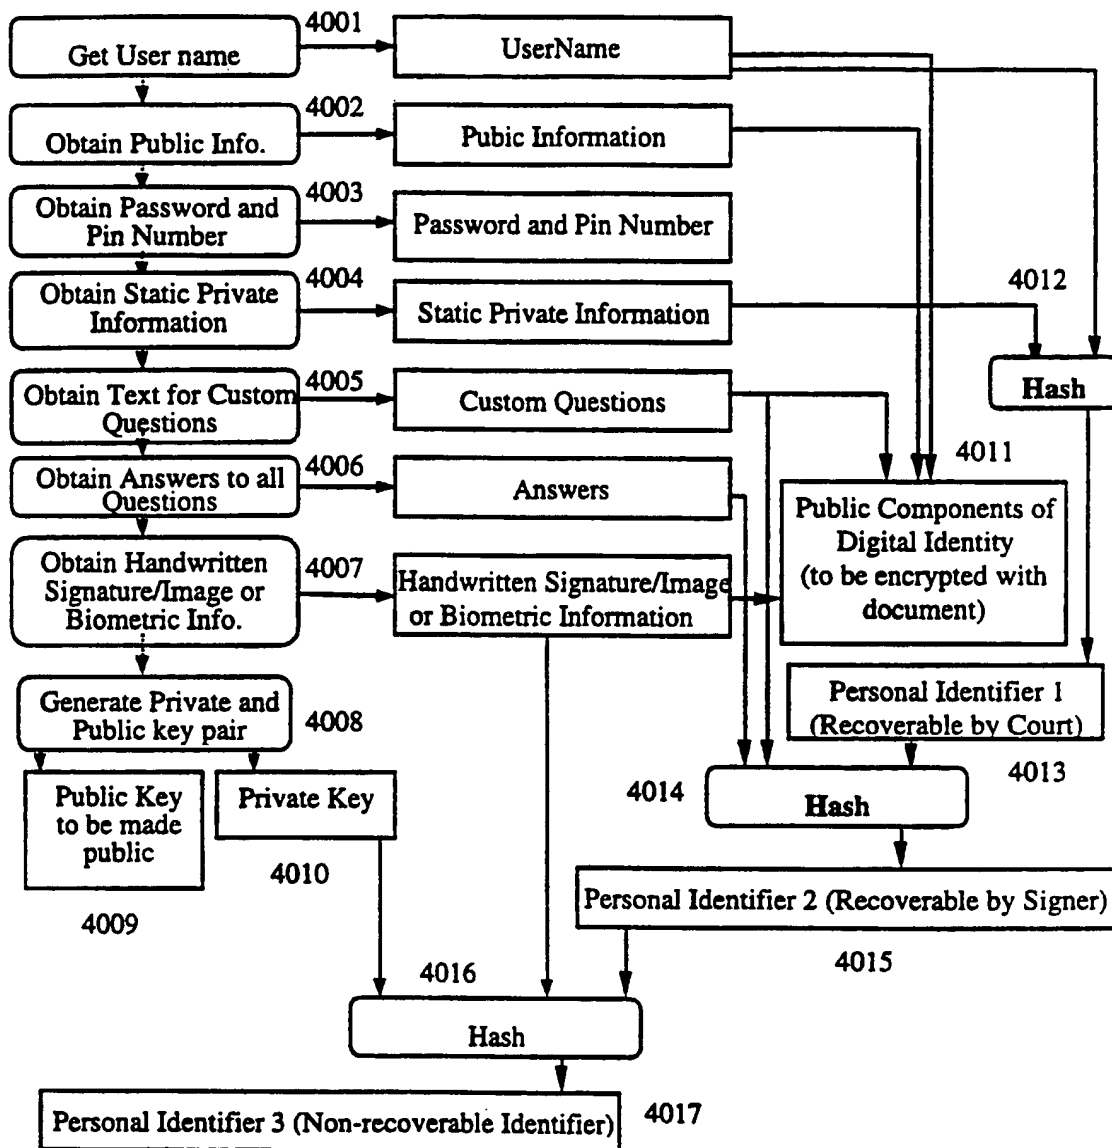 4001
Get User name
UserName
4002
Obtain Public Info.
Pubic Information
4003
Obtain Password and
Pin Number
Password and Pin Number
4004
Obtain Static Private
Information
Static Private Information
4012
Hash
4005
Obtain Text for Custom
Questions
Custom Questions
4006
Obtain Answers to all
Questions
Answers
4011
Public Components of
Digital Identity
(to be encrypted with
document)
4007
Obtain Handwritten
Signature/Image or
Biometric Info.
Handwritten Signature/Image
or Biometric Information
Generate Private and
Public key pair
4008
Personal Identifier 1
(Recoverable by Court)
4013
4014
Hash
Public Key
to be made
public
4009
Private Key
4010
Personal Identifier 2 (Recoverable by Signer)
4015
4016
Hash
Personal Identifier 3 (Non-recoverable Identifier)
4017